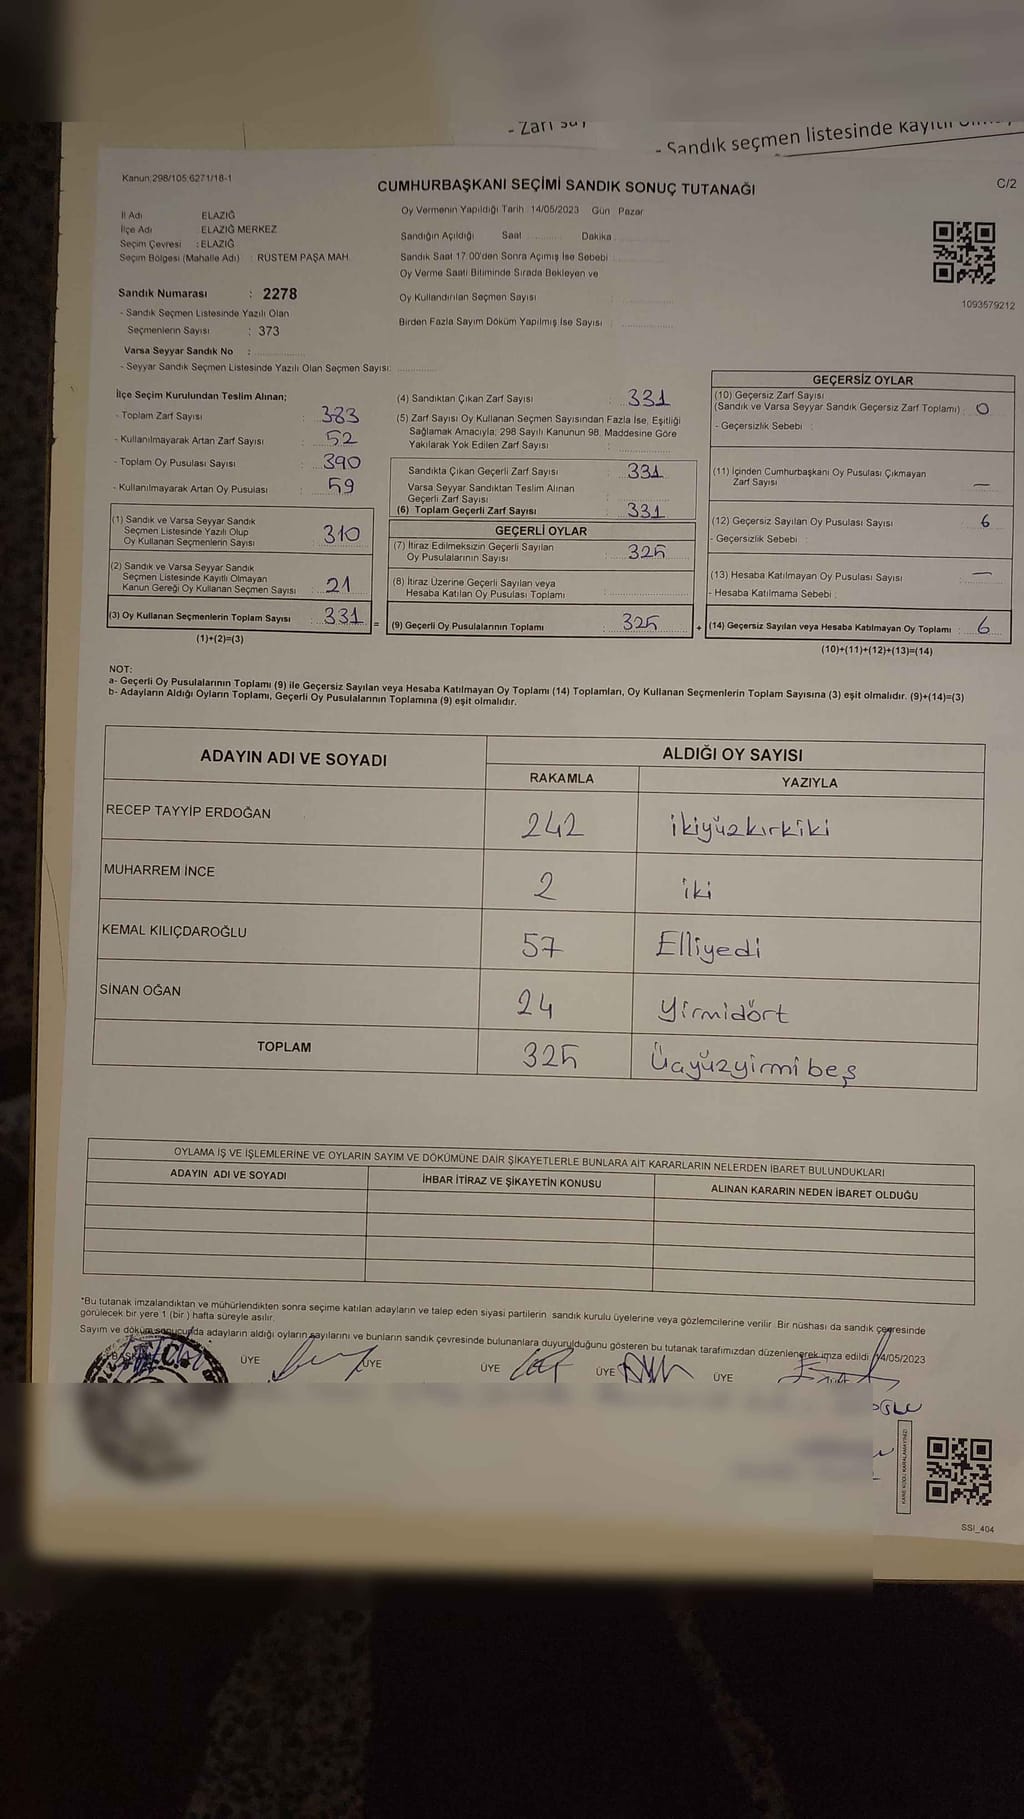 - Zarf say
- Sandık seçmen listesinde kayıtlı
Kanun:298/105;6271/18-1
CUMHURBAŞKANI SEÇİMİ SANDIK SONUÇ TUTANAĞI
C/2
İl Adı ELAZIĞ
İlçe Adı ELAZIĞ MERKEZ
Seçim Çevresi : ELAZIĞ
Seçim Bölgesi (Mahalle Adı) : RÜSTEM PAŞA MAH.
Oy Vermenin Yapıldığı Tarih : 14/05/2023 Gün Pazar
Sandığın Açıldığı Saat ........... Dakika
Sandık Saat 17.00'den Sonra Açımış İse Sebebi
Oy Verme Saati Bitiminde Sırada Bekleyen ve
Oy Kullandırılan Seçmen Sayısı
Birden Fazla Sayım Döküm Yapılmış İse Sayısı
1093579212
Sandık Numarası : 2278
- Sandık Seçmen Listesinde Yazılı Olan
Seçmenlerin Sayısı : 373
Varsa Seyyar Sandık No :
- Seyyar Sandık Seçmen Listesinde Yazılı Olan Seçmen Sayısı:
İlçe Seçim Kurulundan Teslim Alınan;
- Toplam Zarf Sayısı : 383
- Kullanılmayarak Artan Zarf Sayısı : 52
- Toplam Oy Pusulası Sayısı : 390
- Kullanılmayarak Artan Oy Pusulası : 59
(1) Sandık ve Varsa Seyyar Sandık
Seçmen Listesinde Yazılı Olup
Oy Kullanan Seçmenlerin Sayısı : 310
(2) Sandık ve Varsa Seyyar Sandık
Seçmen Listesinde Kayıtlı Olmayan
Kanun Gereği Oy Kullanan Seçmen Sayısı : 21
(3) Oy Kullanan Seçmenlerin Toplam Sayısı : 331 =
(1)+(2)=(3)
(4) Sandıktan Çıkan Zarf Sayısı : 331
(5) Zarf Sayısı Oy Kullanan Seçmen Sayısından Fazla İse, Eşitliği
Sağlamak Amacıyla; 298 Sayılı Kanunun 98. Maddesine Göre
Yakılarak Yok Edilen Zarf Sayısı
Sandıkta Çıkan Geçerli Zarf Sayısı : 331
Varsa Seyyar Sandıktan Teslim Alınan
Geçerli Zarf Sayısı
(6) Toplam Geçerli Zarf Sayısı : 331
GEÇERLİ OYLAR
(7) İtiraz Edilmeksizin Geçerli Sayılan
Oy Pusulalarının Sayısı : 325
(8) İtiraz Üzerine Geçerli Sayılan veya
Hesaba Katılan Oy Pusulası Toplamı
(9) Geçerli Oy Pusulalarının Toplamı : 325 +
GEÇERSİZ OYLAR
(10) Geçersiz Zarf Sayısı
(Sandık ve Varsa Seyyar Sandık Geçersiz Zarf Toplamı) : 0
- Geçersizlik Sebebi :
(11) İçinden Cumhurbaşkanı Oy Pusulası Çıkmayan
Zarf Sayısı : —
(12) Geçersiz Sayılan Oy Pusulası Sayısı : 6
- Geçersizlik Sebebi :
(13) Hesaba Katılmayan Oy Pusulası Sayısı : —
- Hesaba Katılmama Sebebi :
(14) Geçersiz Sayılan veya Hesaba Katılmayan Oy Toplamı : 6
(10)+(11)+(12)+(13)=(14)
NOT:
a- Geçerli Oy Pusulalarının Toplamı (9) ile Geçersiz Sayılan veya Hesaba Katılmayan Oy Toplamı (14) Toplamları, Oy Kullanan Seçmenlerin Toplam Sayısına (3) eşit olmalıdır. (9)+(14)=(3)
b- Adayların Aldığı Oyların Toplamı, Geçerli Oy Pusulalarının Toplamına (9) eşit olmalıdır.
ADAYIN ADI VE SOYADI ALDIĞI OY SAYISI
RAKAMLA YAZIYLA
RECEP TAYYİP ERDOĞAN 242 ikiyüzkırkiki
MUHARREM İNCE 2 iki
KEMAL KILIÇDAROĞLU 57 Elliyedi
SİNAN OĞAN 24 Yirmidört
TOPLAM 325 Üçyüzyirmibeş
OYLAMA İŞ VE İŞLEMLERİNE VE OYLARIN SAYIM VE DÖKÜMÜNE DAİR ŞİKAYETLERLE BUNLARA AİT KARARLARIN NELERDEN İBARET BULUNDUKLARI
ADAYIN ADI VE SOYADI İHBAR İTİRAZ VE ŞİKAYETİN KONUSU ALINAN KARARIN NEDEN İBARET OLDUĞU
*Bu tutanak imzalandıktan ve mühürlendikten sonra seçime katılan adayların ve talep eden siyasi partilerin sandık kurulu üyelerine veya gözlemcilerine verilir. Bir nüshası da sandık çevresinde
görülecek bir yere 1 (bir) hafta süreyle asılır.
Sayım ve döküm sonucunda adayların aldığı oyların sayılarını ve bunların sandık çevresinde bulunanlara duyurulduğunu gösteren bu tutanak tarafımızdan düzenlenerek imza edildi. 14/05/2023
BAŞKAN ÜYE ÜYE ÜYE ÜYE ÜYE
KARE KODU KARALAMAYINIZ!
SSI_404